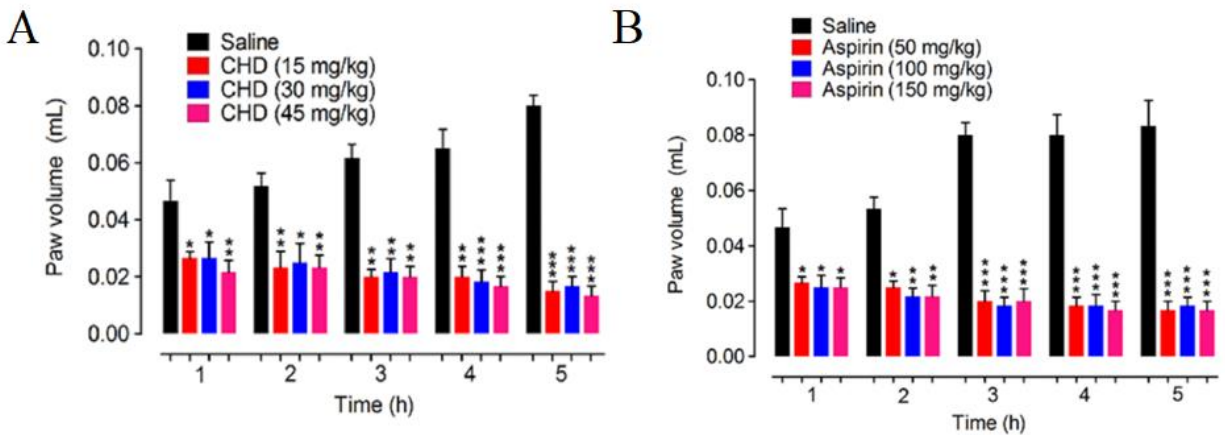 A
Saline
CHD (15 mg/kg)
CHD (30 mg/kg)
CHD (45 mg/kg)
Paw volume (mL)
0.10
0.08
0.06
0.04
0.02
0.00
* * **
** ** **
** ** **
** *** ***
*** *** ***
1 2 3 4 5
Time (h)
B
Saline
Aspirin (50 mg/kg)
Aspirin (100 mg/kg)
Aspirin (150 mg/kg)
Paw volume (mL)
0.10
0.08
0.06
0.04
0.02
0.00
* * *
* ** **
*** *** ***
*** *** ***
*** *** ***
1 2 3 4 5
Time (h)